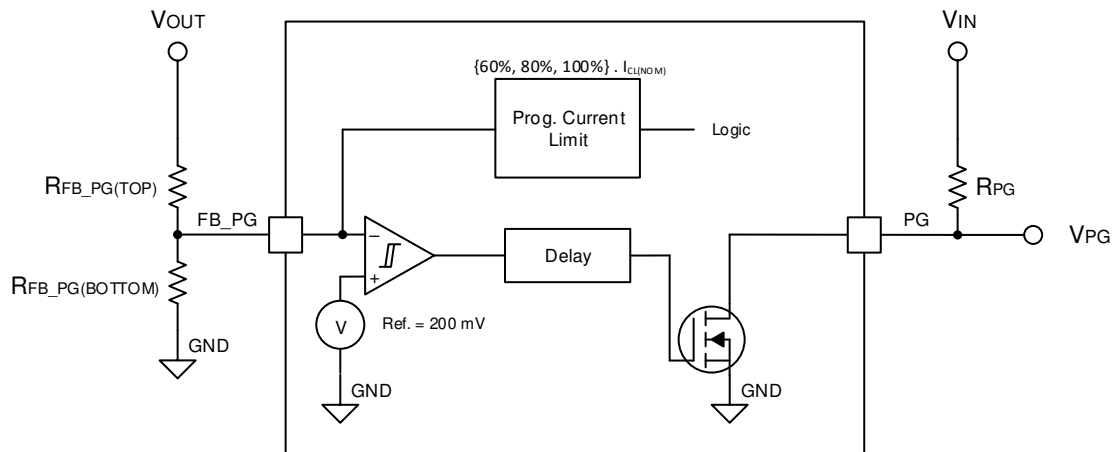 VOUT
VIN
{60%, 80%, 100%} . ICL(NOM)
Prog. Current
Limit
Logic
RFB_PG(TOP)
RPG
FB_PG
PG
VPG
−
+
Delay
RFB_PG(BOTTOM)
V
Ref. = 200 mV
GND
GND
GND